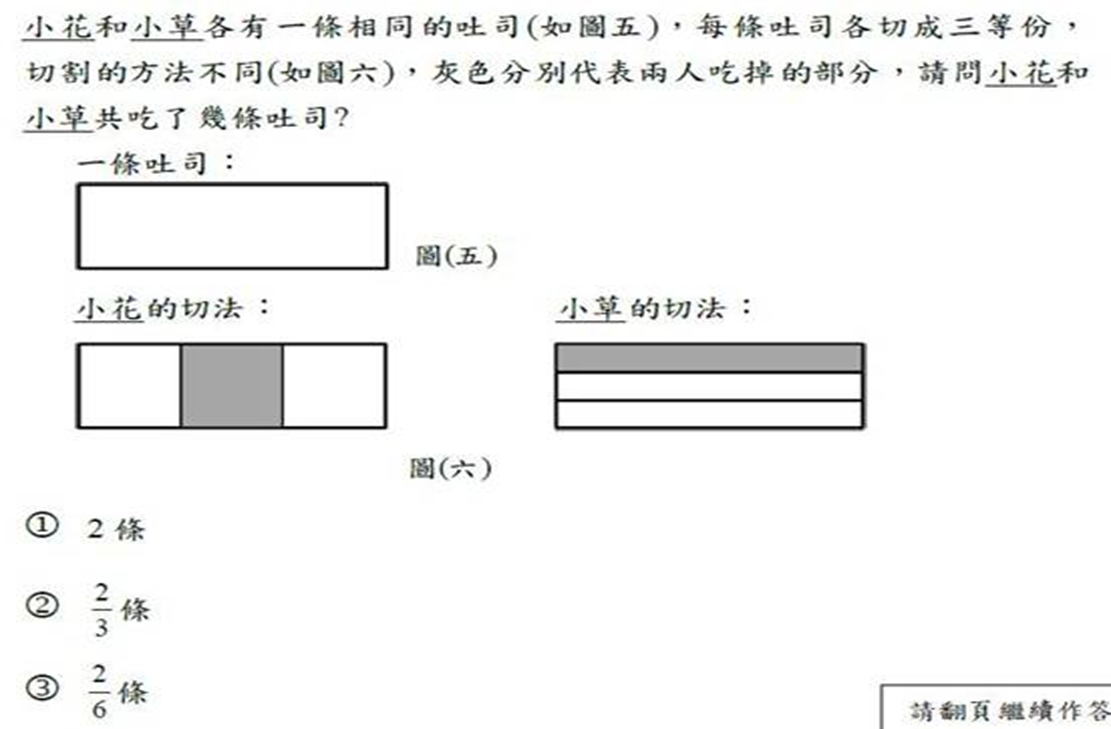 小花和小草各有一條相同的吐司(如圖五),每條吐司各切成三等份,
切割的方法不同(如圖六),灰色分別代表兩人吃掉的部分,請問小花和
小草共吃了幾條吐司?
一條吐司:
圖(五)
小花的切法: 小草的切法:
圖(六)
① 2 條
② 2/3 條
③ 2/6 條
請翻頁繼續作答